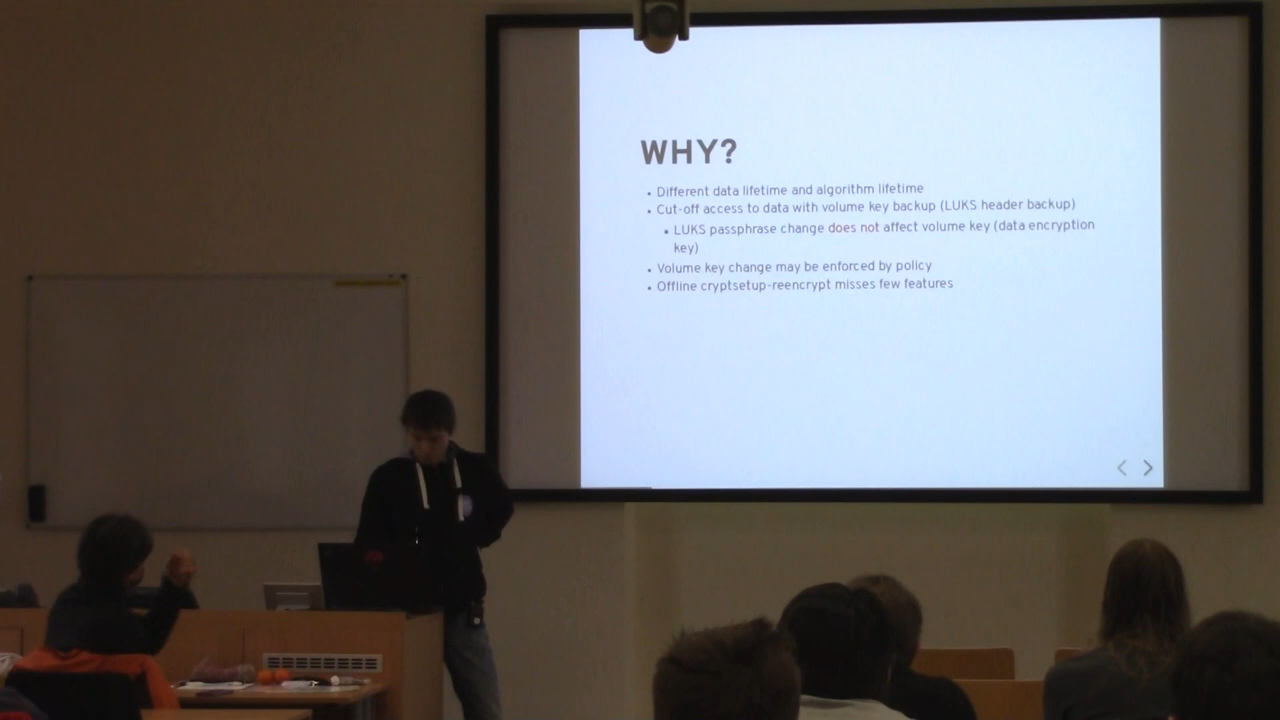 WHY?
Different data lifetime and algorithm lifetime
Cut-off access to data with volume key backup (LUKS header backup)
LUKS passphrase change does not affect volume key (data encryption
key)
Volume key change may be enforced by policy
Offline cryptsetup-reencrypt misses few features